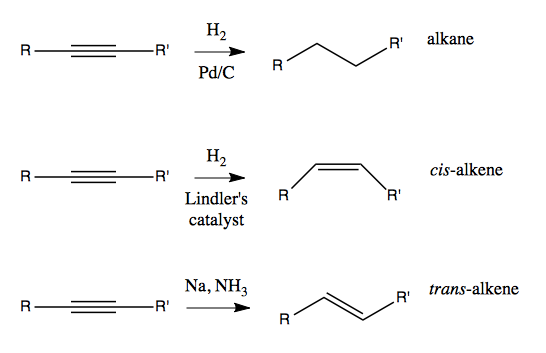 R R' H₂ Pd/C R R' alkane
R R' H₂ Lindler's catalyst R R' cis-alkene
R R' Na, NH₃ R R' trans-alkene